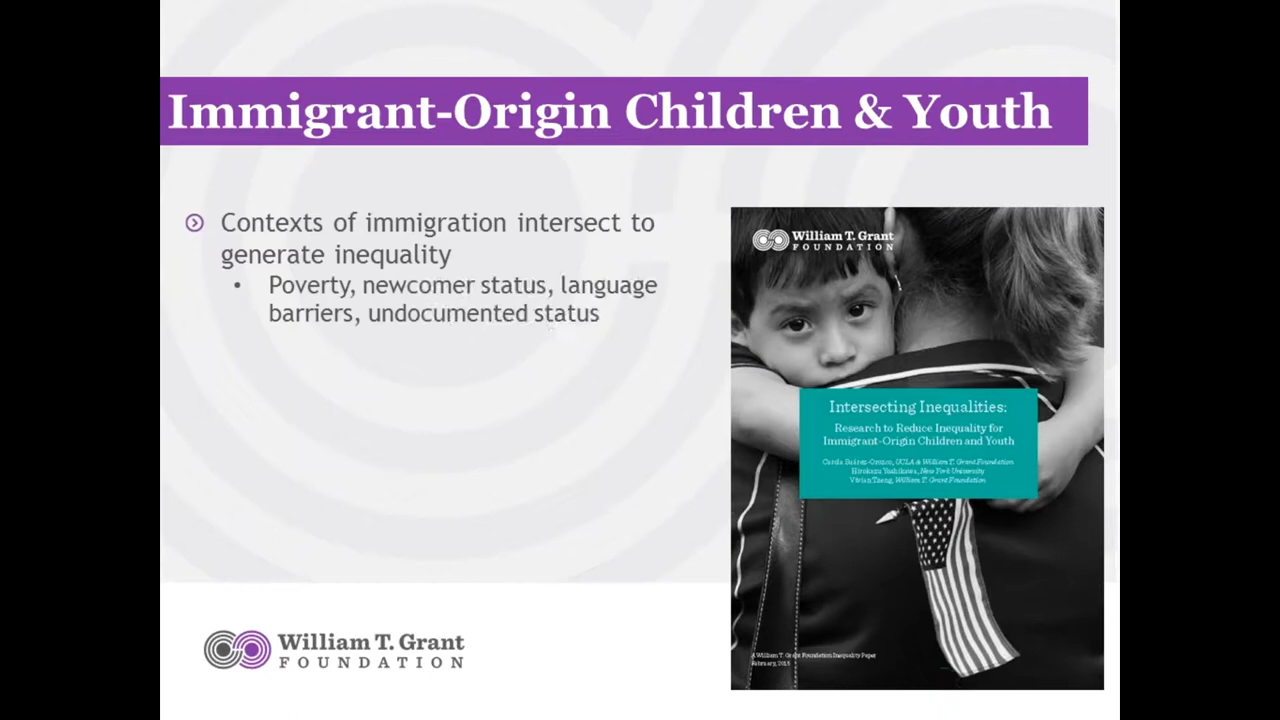 Immigrant-Origin Children & Youth
Contexts of immigration intersect to
generate inequality
• Poverty, newcomer status, language
barriers, undocumented status
William T. Grant
FOUNDATION
Intersecting Inequalities:
Research to Reduce Inequality for
Immigrant-Origin Children and Youth
Carola Suárez-Orozco, UCLA & William T. Grant Foundation
Hirokazu Yoshikawa, New York University
Vivian Tseng, William T. Grant Foundation
A William T. Grant Foundation Inequality Paper
February, 2015
William T. Grant
FOUNDATION